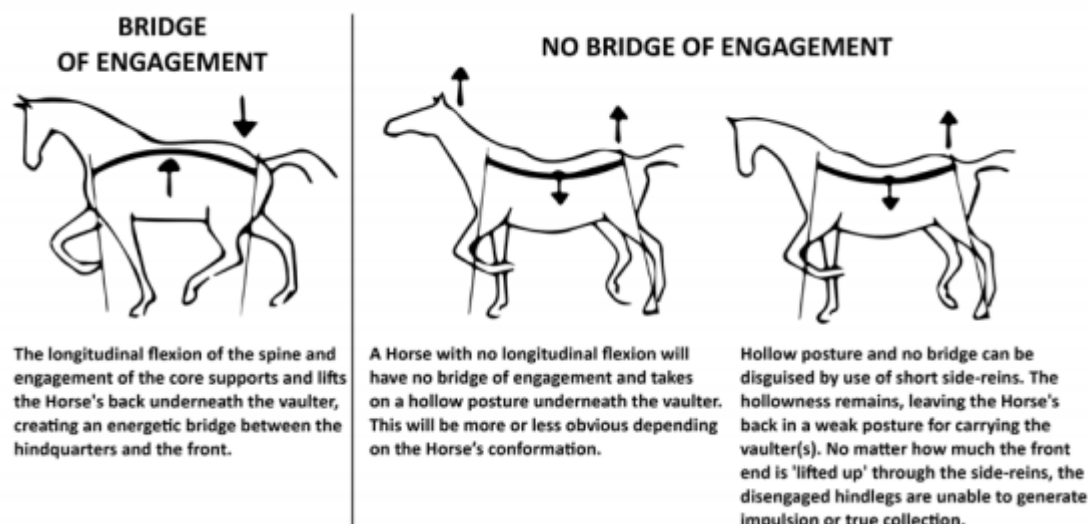 BRIDGE
OF ENGAGEMENT
The longitudinal flexion of the spine and
engagement of the core supports and lifts
the Horse's back underneath the vaulter,
creating an energetic bridge between the
hindquarters and the front.
NO BRIDGE OF ENGAGEMENT
A Horse with no longitudinal flexion will
have no bridge of engagement and takes
on a hollow posture underneath the vaulter.
This will be more or less obvious depending
on the Horse's conformation.
Hollow posture and no bridge can be
disguised by use of short side-reins. The
hollowness remains, leaving the Horse's
back in a weak posture for carrying the
vaulter(s). No matter how much the front
end is 'lifted up' through the side-reins, the
disengaged hindlegs are unable to generate
impulsion or true collection.